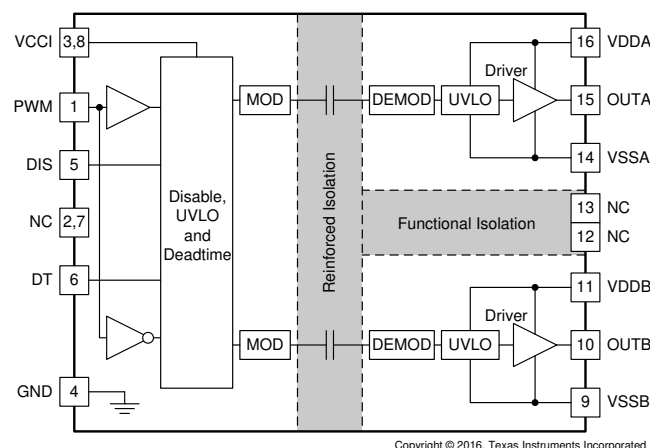 VCCI 3,8
PWM 1
DIS 5
NC 2,7
DT 6
GND 4
Disable,
UVLO
and
Deadtime
MOD
MOD
Reinforced Isolation
Functional Isolation
DEMOD UVLO
Driver
DEMOD UVLO
Driver
16 VDDA
15 OUTA
14 VSSA
13 NC
12 NC
11 VDDB
10 OUTB
9 VSSB
Copyright © 2016, Texas Instruments Incorporated